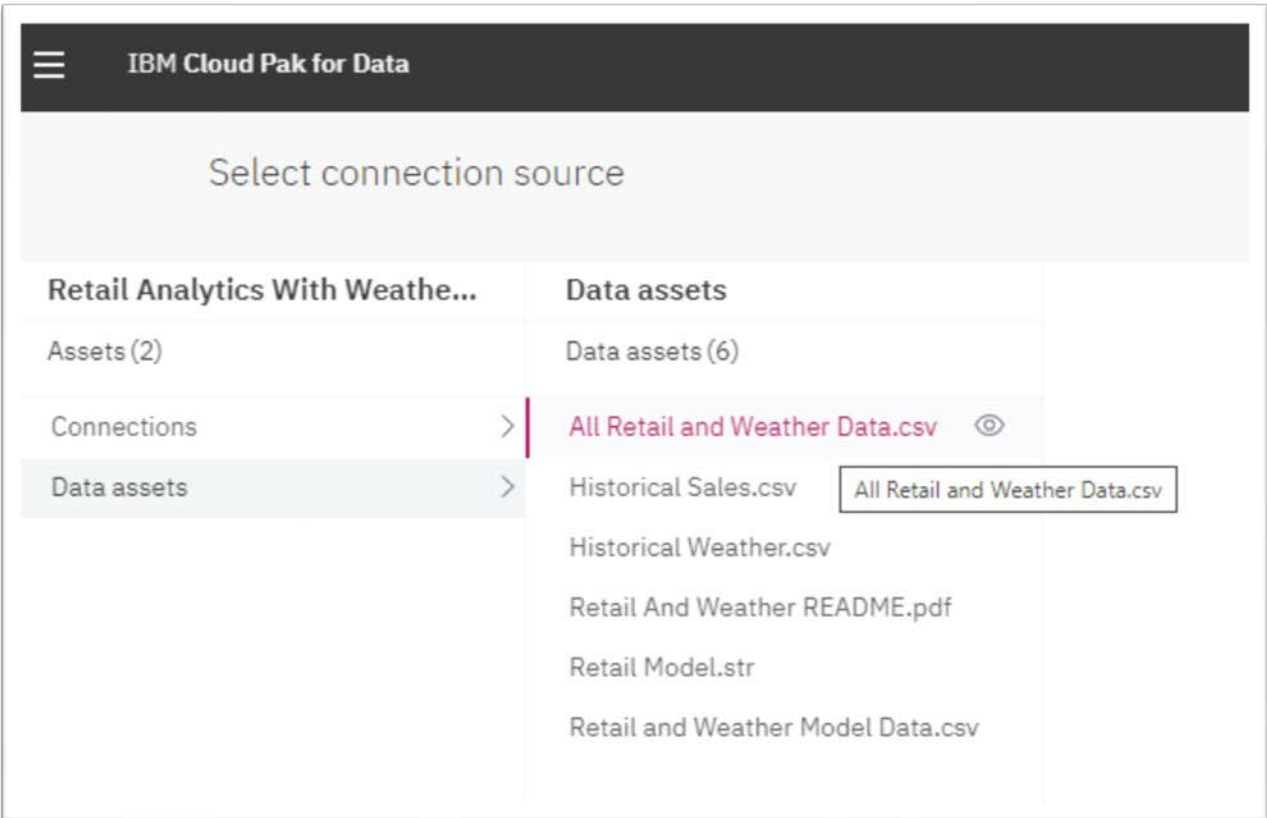 IBM Cloud Pak for Data
Select connection source
Retail Analytics With Weathe...
Assets (2)
Connections
Data assets
Data assets
Data assets (6)
All Retail and Weather Data.csv
Historical Sales.csv
All Retail and Weather Data.csv
Historical Weather.csv
Retail And Weather README.pdf
Retail Model.str
Retail and Weather Model Data.csv